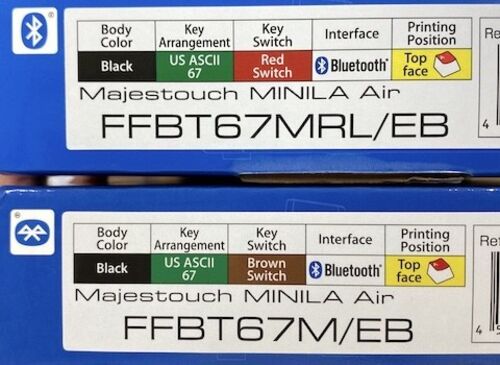 Body Color Key Arrangement Key Switch Interface Printing Position
Black US ASCII 67 Red Switch Bluetooth® Top face
Majestouch MINILA Air
FFBT67MRL/EB
4
Body Color Key Arrangement Key Switch Interface Printing Position
Black US ASCII 67 Brown Switch Bluetooth® Top face
Majestouch MINILA Air
FFBT67M/EB
4